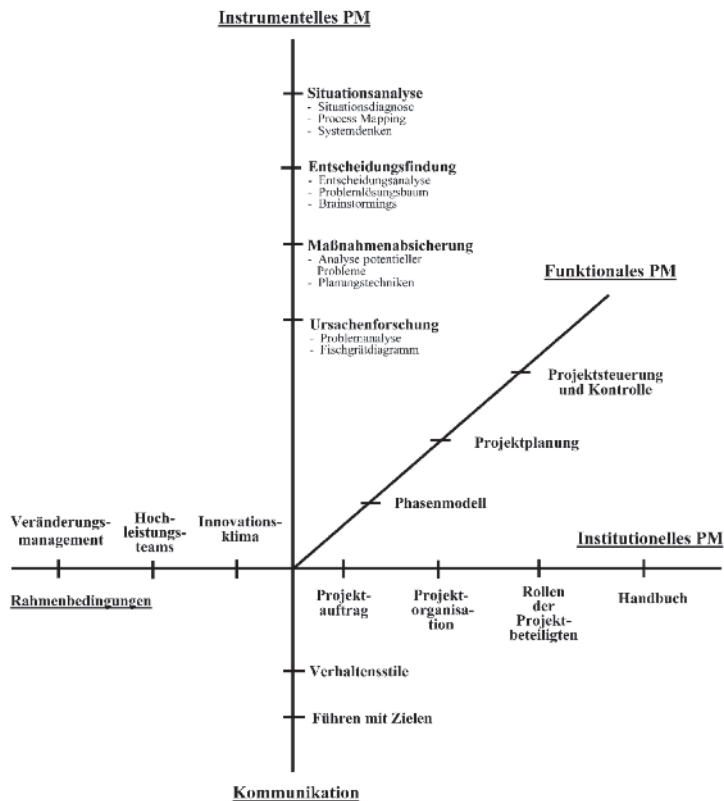 Instrumentelles PM
Situationsanalyse
- Situationsdiagnose
- Process Mapping
- Systemdenken
Entscheidungsfindung
- Entscheidungsanalyse
- Problemlösungsbaum
- Brainstormings
Maßnahmenabsicherung
- Analyse potentieller
Probleme
- Planungstechniken
Ursachenforschung
- Problemanalyse
- Fischgrätdiagramm
Funktionales PM
Projektsteuerung
und Kontrolle
Projektplanung
Phasenmodell
Veränderungs-
management
Hoch-
leistungs-
teams
Innovations-
klima
Institutionelles PM
Rahmenbedingungen
Projekt-
auftrag
Projekt-
organisa-
tion
Rollen
der
Projekt-
beteiligten
Handbuch
Verhaltensstile
Führen mit Zielen
Kommunikation